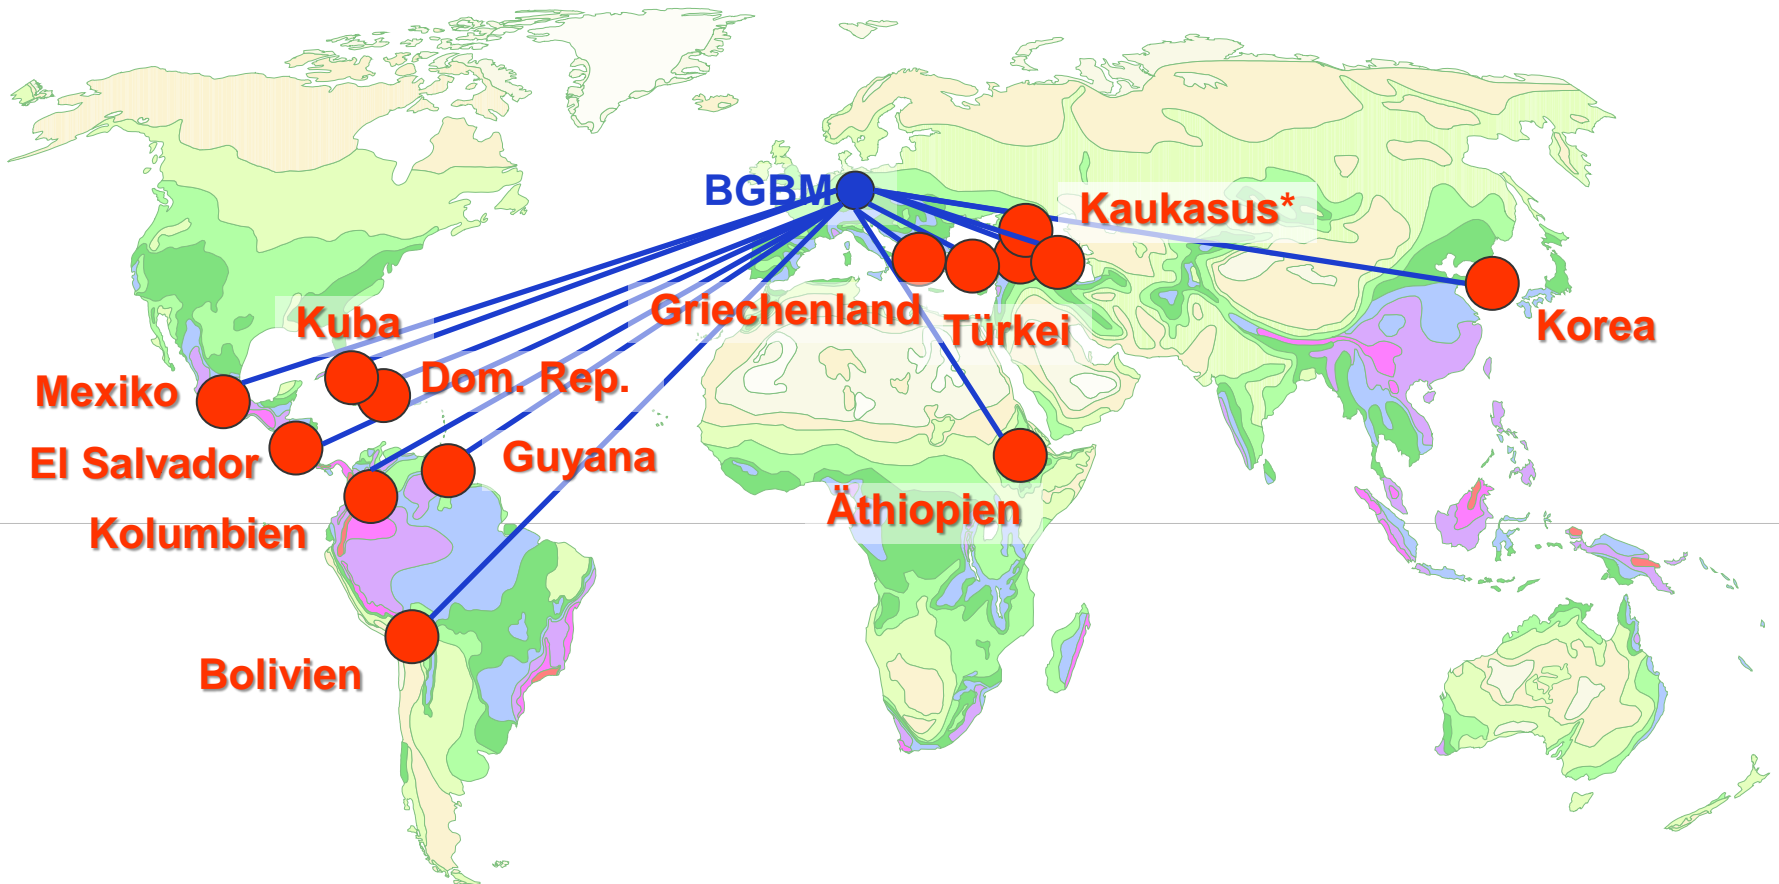 BGBM
Kaukasus*
Griechenland
Türkei
Korea
Kuba
Dom. Rep.
Mexiko
El Salvador
Guyana
Kolumbien
Äthiopien
Bolivien